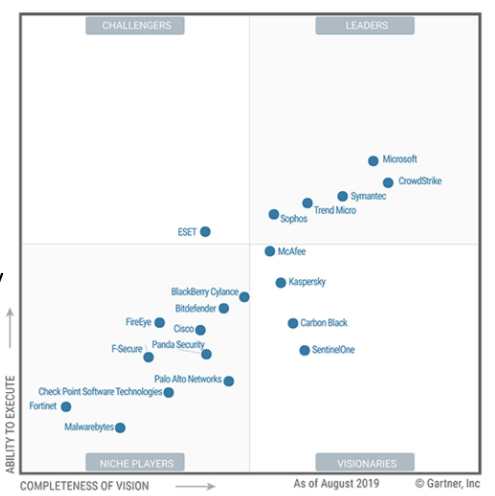 CHALLENGERS
LEADERS
Microsoft
CrowdStrike
Symantec
Trend Micro
Sophos
ESET
McAfee
Kaspersky
BlackBerry Cylance
Bitdefender
FireEye
Cisco
Carbon Black
Panda Security
F-Secure
SentinelOne
Palo Alto Networks
Check Point Software Technologies
Fortinet
Malwarebytes
NICHE PLAYERS
VISIONARIES
ABILITY TO EXECUTE
COMPLETENESS OF VISION
As of August 2019
© Gartner, Inc